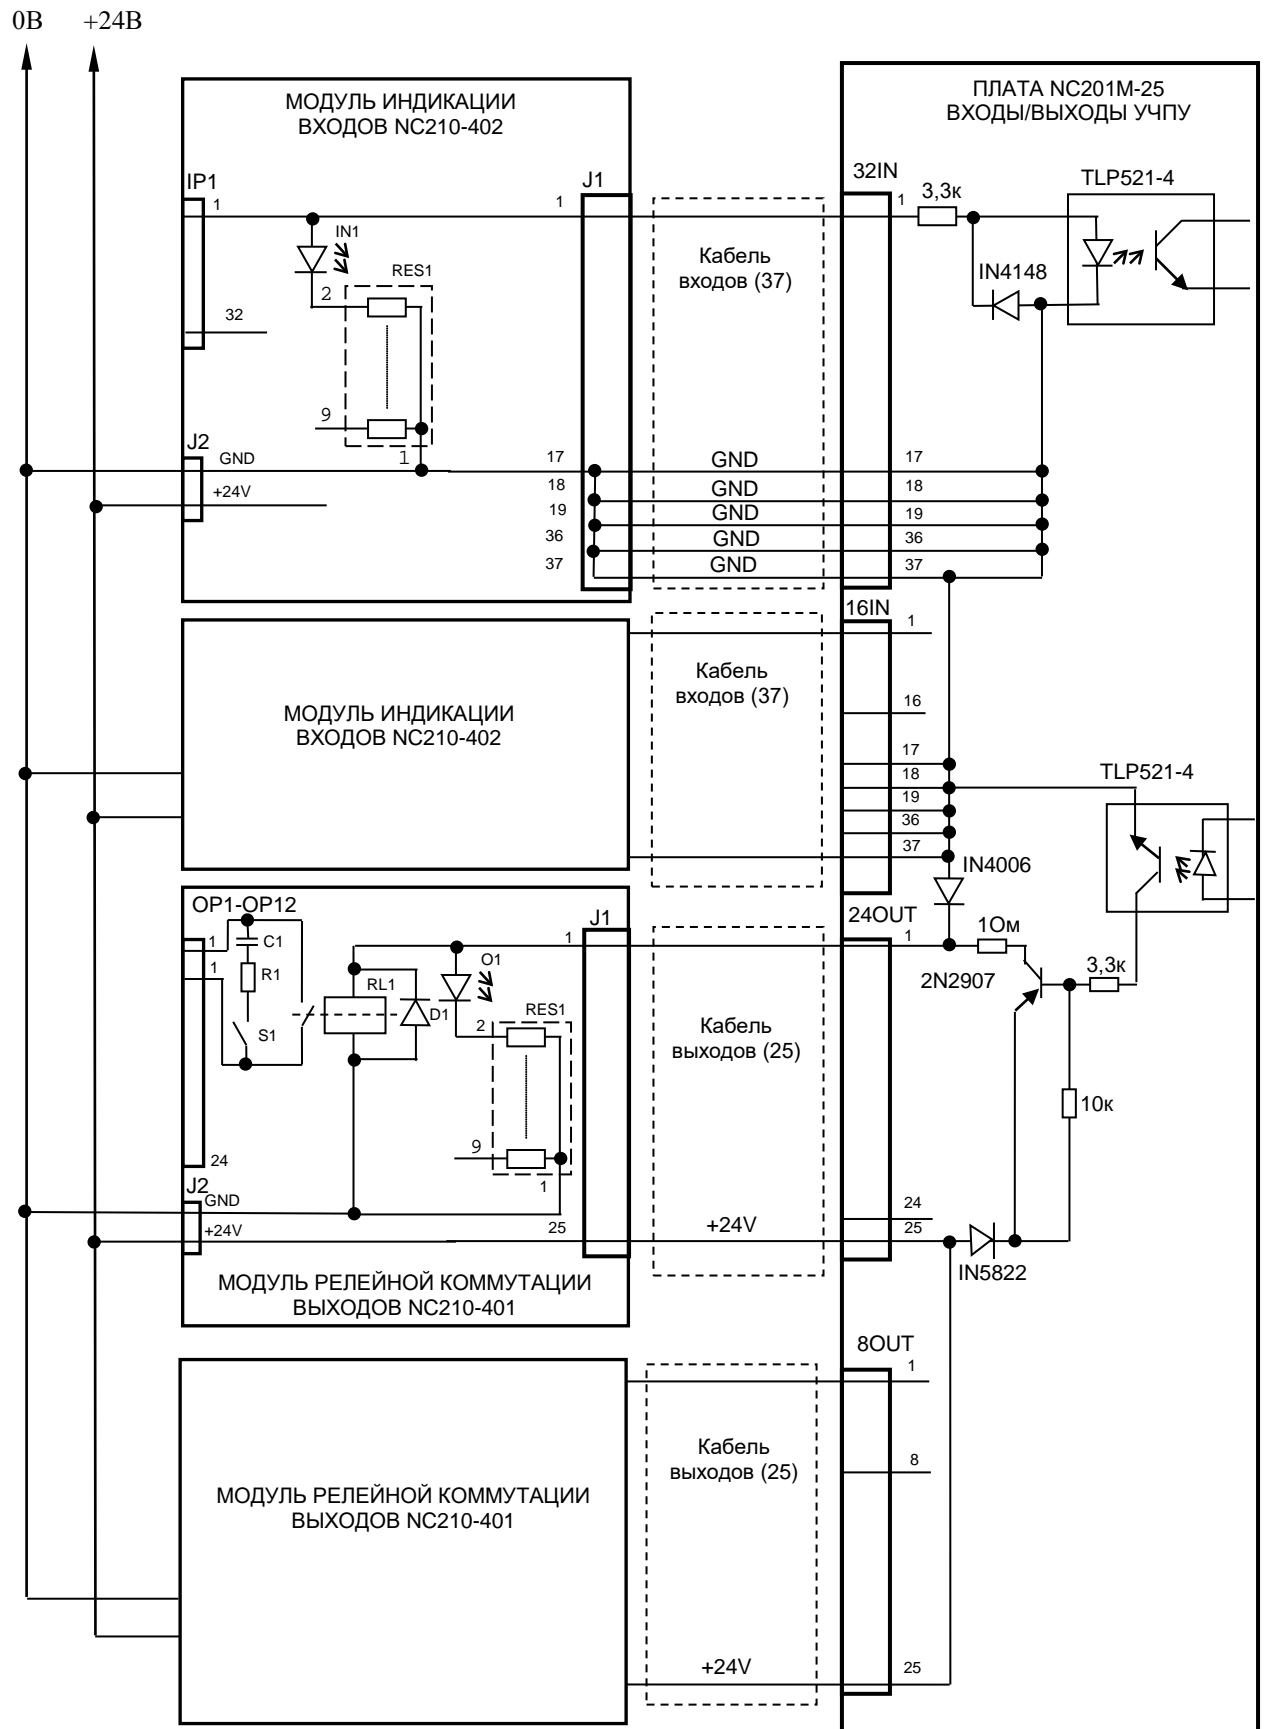 0В +24В
МОДУЛЬ ИНДИКАЦИИ
ВХОДОВ NC210-402
ПЛАТА NC201M-25
ВХОДЫ/ВЫХОДЫ УЧПУ
IP1
1
IN1
2
RES1
32
9
1
J2
GND
+24V
J1
1
17
18
19
36
37
Кабель
входов (37)
GND
GND
GND
GND
GND
32IN
1
3,3к
TLP521-4
IN4148
17
18
19
36
37
МОДУЛЬ ИНДИКАЦИИ
ВХОДОВ NC210-402
Кабель
входов (37)
16IN
1
16
17
18
19
36
37
TLP521-4
IN4006
OP1-OP12
1
C1
1
R1
S1
RL1
D1
O1
2
RES1
9
1
24
J2
GND
+24V
J1
1
25
МОДУЛЬ РЕЛЕЙНОЙ КОММУТАЦИИ
ВЫХОДОВ NC210-401
Кабель
выходов (25)
+24V
24OUT
1
1Ом
2N2907
3,3к
10к
24
25
IN5822
МОДУЛЬ РЕЛЕЙНОЙ КОММУТАЦИИ
ВЫХОДОВ NC210-401
Кабель
выходов (25)
+24V
8OUT
1
8
25